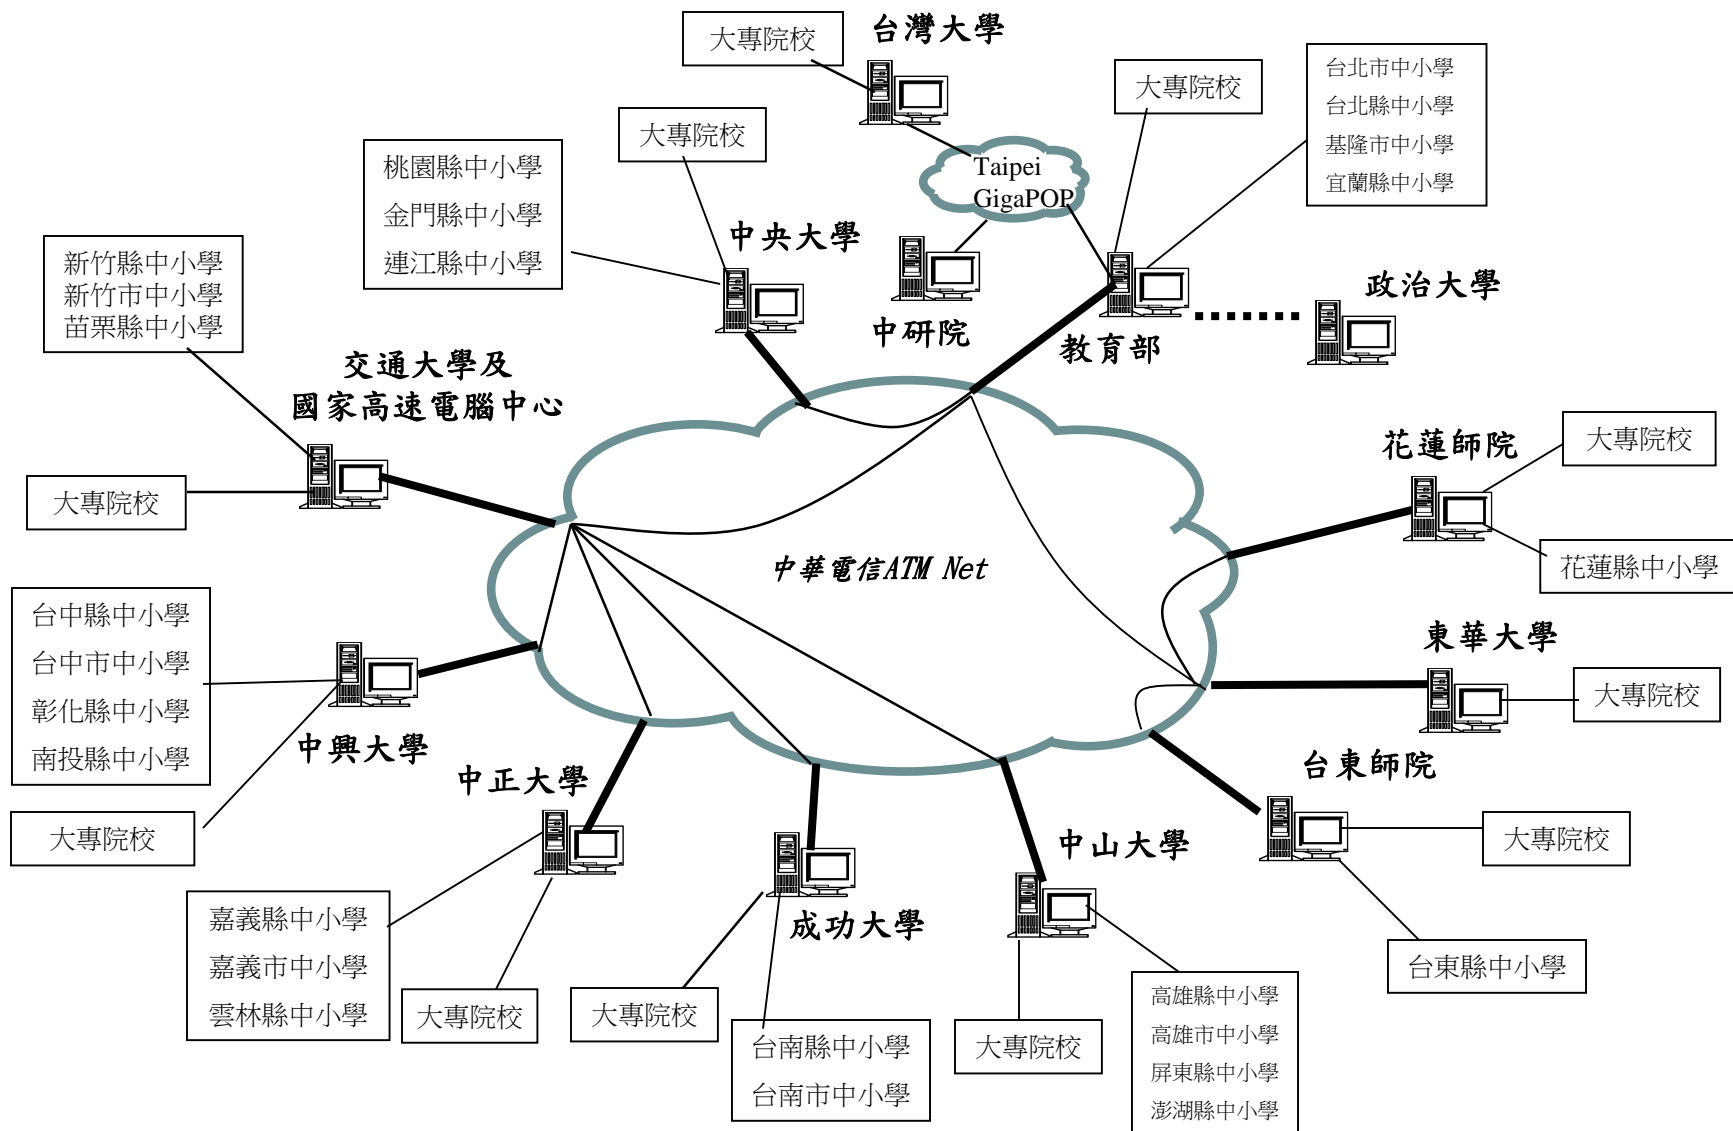 大專院校
台灣大學
大專院校
台北市中小學
台北縣中小學
基隆市中小學
宜蘭縣中小學
大專院校
桃園縣中小學
金門縣中小學
連江縣中小學
Taipei
GigaPOP
中央大學
新竹縣中小學
新竹市中小學
苗栗縣中小學
中研院
教育部
政治大學
交通大學及
國家高速電腦中心
大專院校
花蓮師院
大專院校
花蓮縣中小學
中華電信ATM Net
台中縣中小學
台中市中小學
彰化縣中小學
南投縣中小學
中興大學
大專院校
東華大學
大專院校
中正大學
台東師院
大專院校
台東縣中小學
中山大學
成功大學
嘉義縣中小學
嘉義市中小學
雲林縣中小學
大專院校
大專院校
台南縣中小學
台南市中小學
大專院校
高雄縣中小學
高雄市中小學
屏東縣中小學
澎湖縣中小學